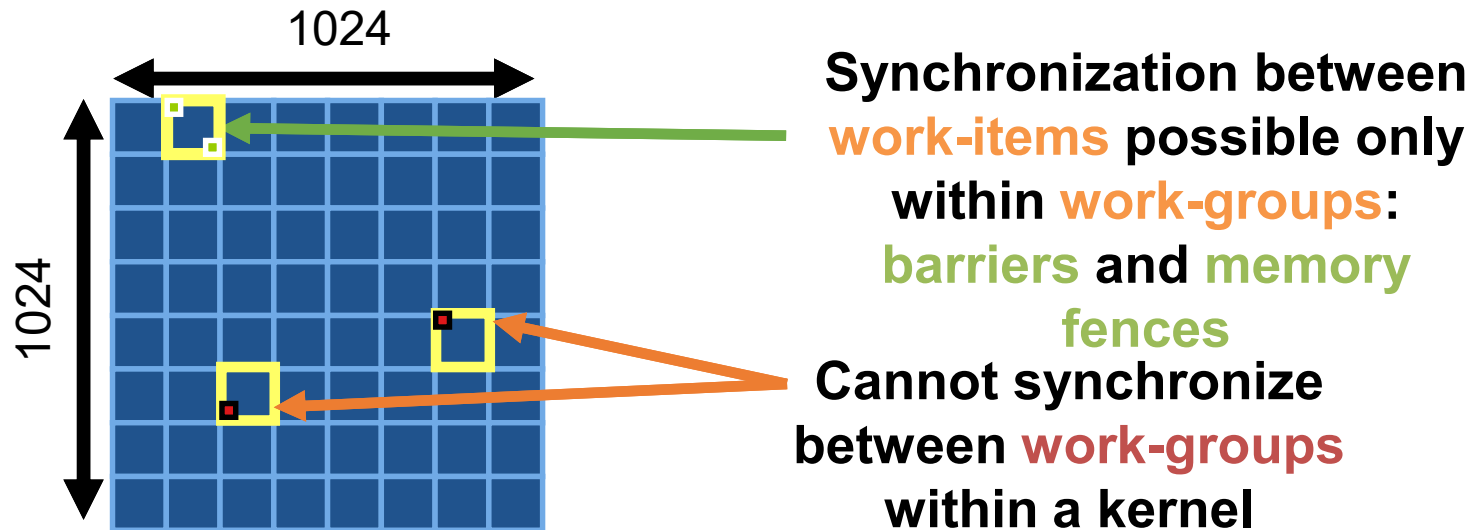 1024
1024
Synchronization between
work-items possible only
within work-groups:
barriers and memory
fences
Cannot synchronize
between work-groups
within a kernel